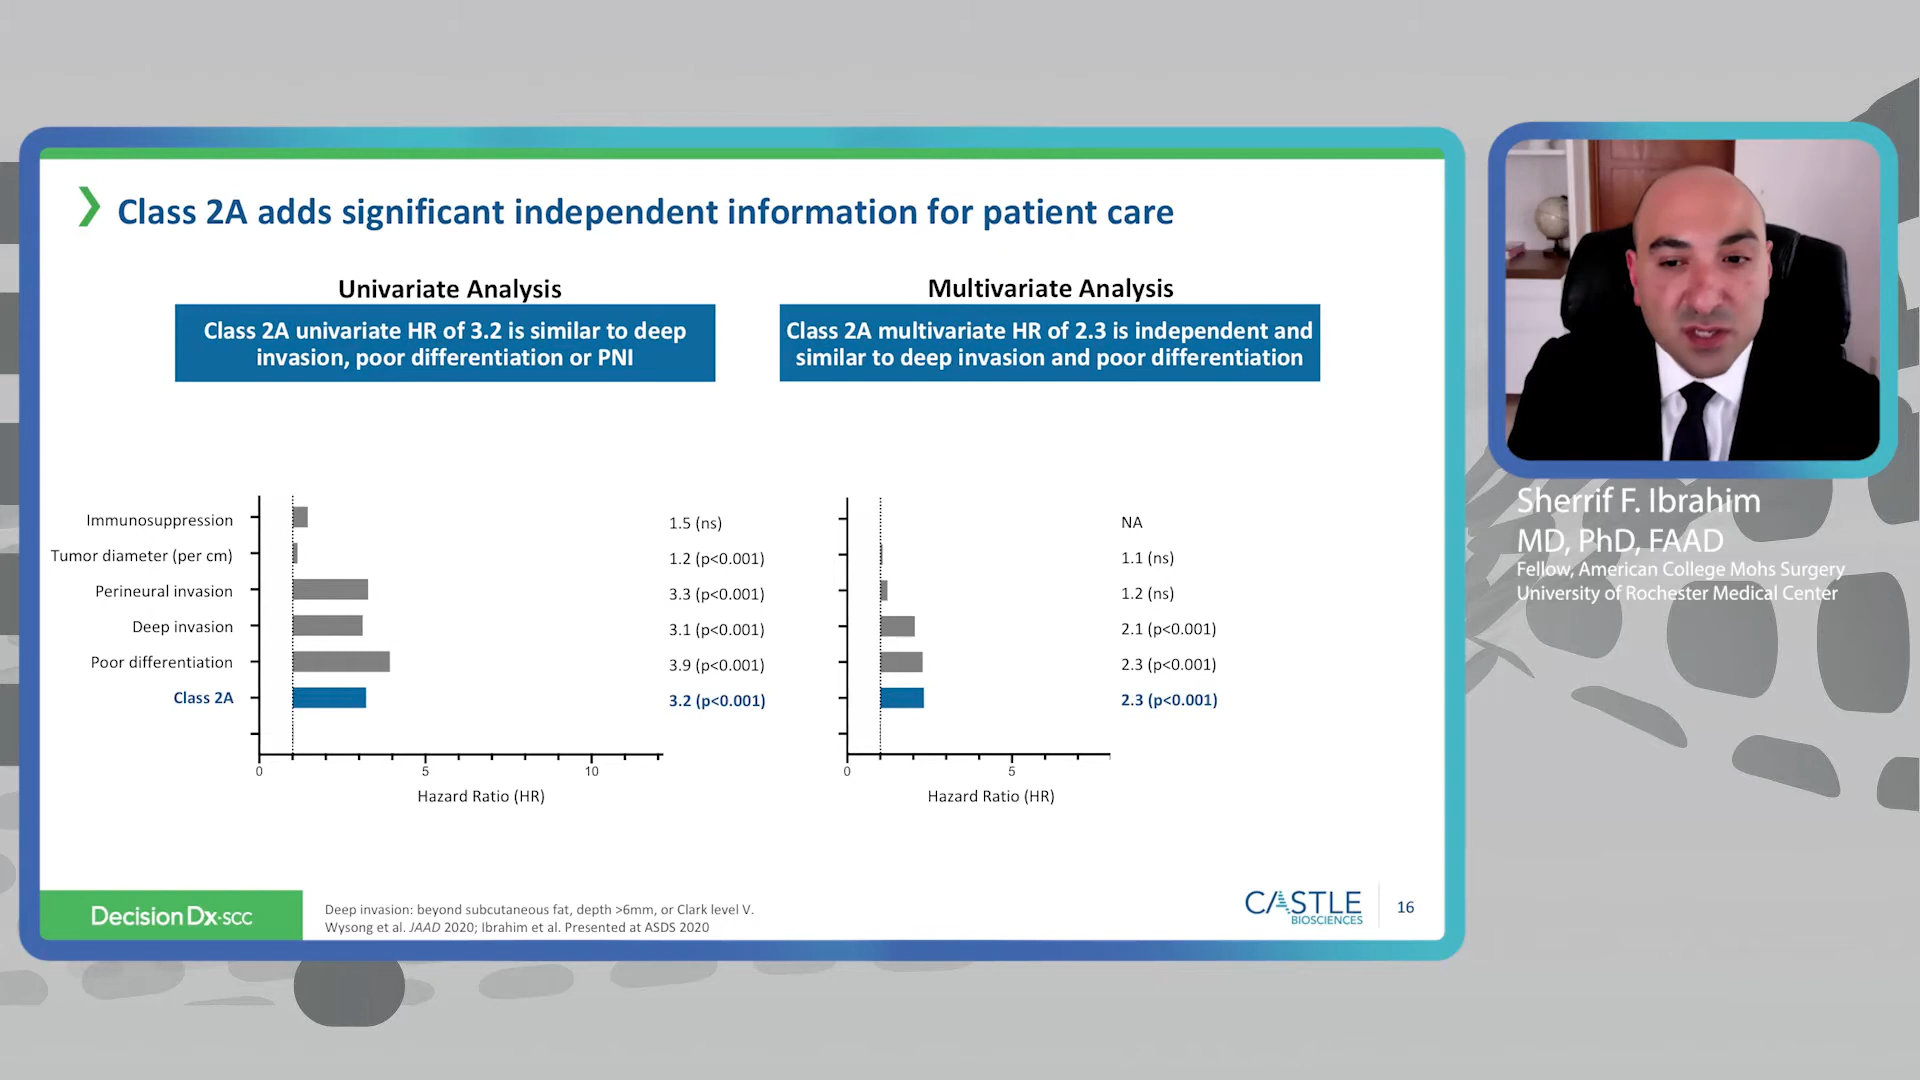 Class 2A adds significant independent information for patient care
Univariate Analysis
Class 2A univariate HR of 3.2 is similar to deep
invasion, poor differentiation or PNI
Immunosuppression
1.5 (ns)
Tumor diameter (per cm)
1.2 (p<0.001)
Perineural invasion
3.3 (p<0.001)
Deep invasion
3.1 (p<0.001)
Poor differentiation
3.9 (p<0.001)
Class 2A
3.2 (p<0.001)
0 5 10
Hazard Ratio (HR)
Multivariate Analysis
Class 2A multivariate HR of 2.3 is independent and
similar to deep invasion and poor differentiation
NA
1.1 (ns)
1.2 (ns)
2.1 (p<0.001)
2.3 (p<0.001)
2.3 (p<0.001)
0 5
Hazard Ratio (HR)
DecisionDx·SCC
Deep invasion: beyond subcutaneous fat, depth >6mm, or Clark level V.
Wysong et al. JAAD 2020; Ibrahim et al. Presented at ASDS 2020
CASTLE
BIOSCIENCES
16
Sherrif F. Ibrahim
MD, PhD, FAAD
Fellow, American College Mohs Surgery
University of Rochester Medical Center